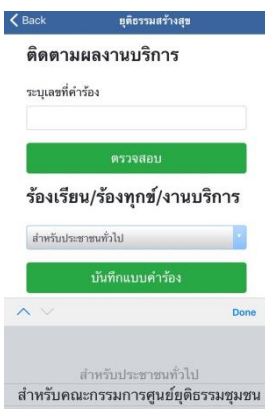 Back
ยุติธรรมสร้างสุข
ติดตามผลงานบริการ
ระบุเลขที่คำร้อง
ตรวจสอบ
ร้องเรียน/ร้องทุกข์/งานบริการ
สำหรับประชาชนทั่วไป
บันทึกแบบคำร้อง
Done
สำหรับประชาชนทั่วไป
สำหรับคณะกรรมการศูนย์ยุติธรรมชุมชน